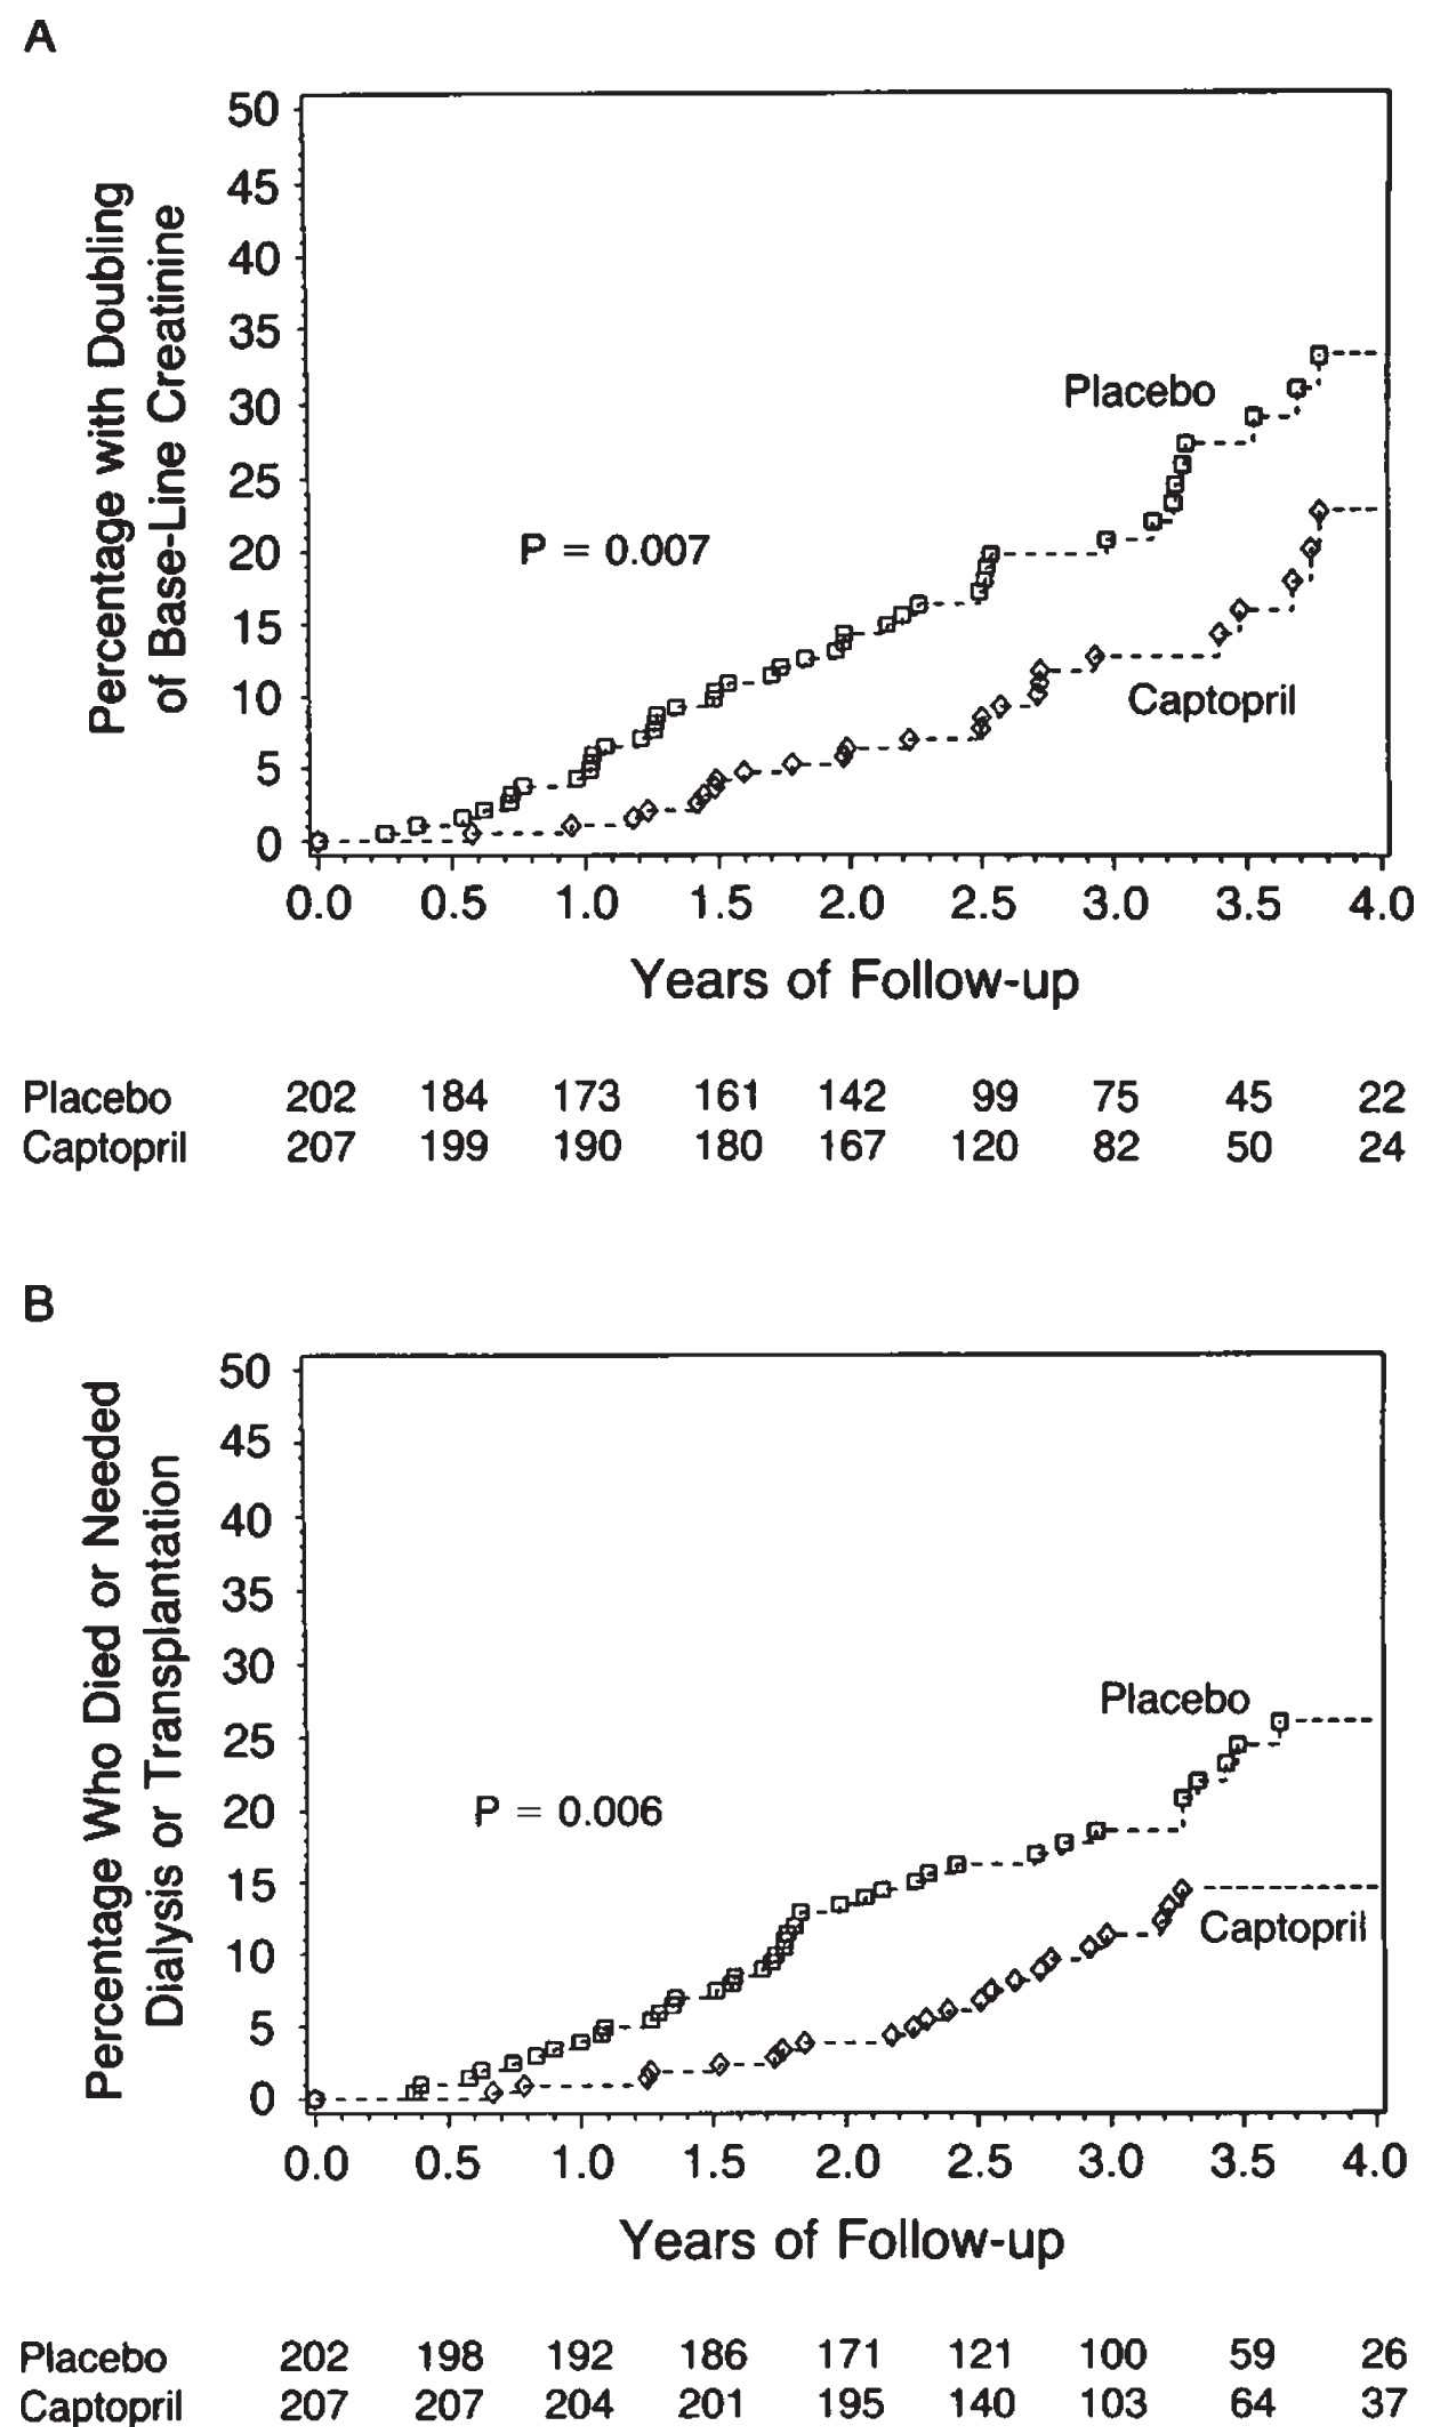 A
50
45
40
35
30
25
20
15
10
5
0
Percentage with Doubling
of Base-Line Creatinine
Placebo
P = 0.007
Captopril
0.0 0.5 1.0 1.5 2.0 2.5 3.0 3.5 4.0
Years of Follow-up
Placebo 202 184 173 161 142 99 75 45 22
Captopril 207 199 190 180 167 120 82 50 24
B
50
45
40
35
30
25
20
15
10
5
0
Percentage Who Died or Needed
Dialysis or Transplantation
Placebo
P = 0.006
Captopril
0.0 0.5 1.0 1.5 2.0 2.5 3.0 3.5 4.0
Years of Follow-up
Placebo 202 198 192 186 171 121 100 59 26
Captopril 207 207 204 201 195 140 103 64 37